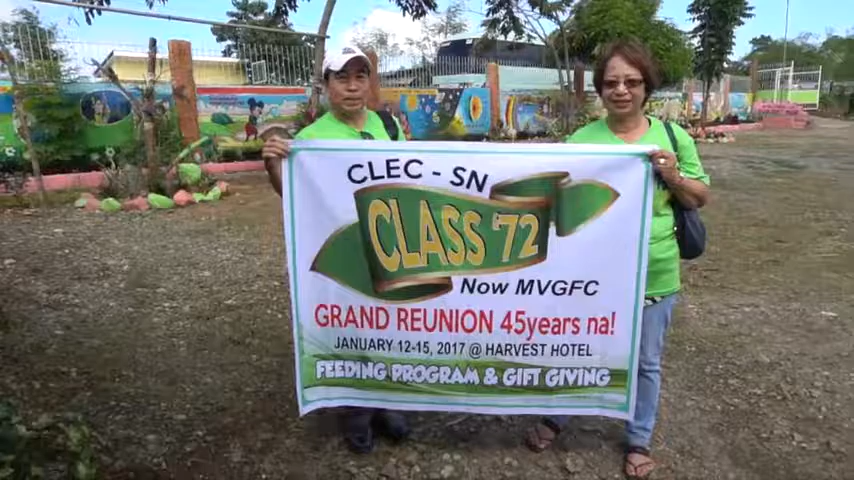 CLEC - SN
CLASS '72
Now MVGFC
GRAND REUNION 45years na!
JANUARY 12-15, 2017 @ HARVEST HOTEL
FEEDING PROGRAM & GIFT GIVING